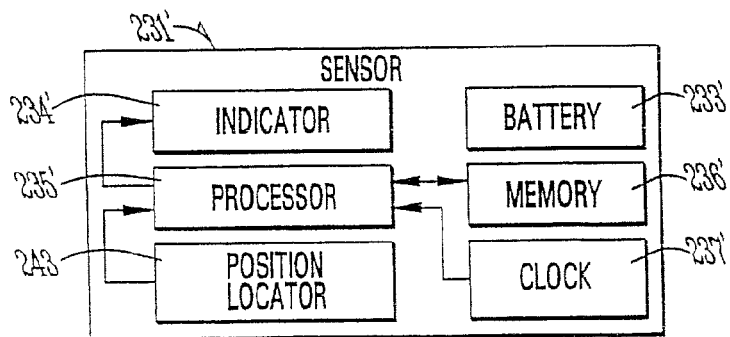 231'
SENSOR
234' INDICATOR BATTERY 233'
235' PROCESSOR MEMORY 236'
243 POSITION LOCATOR CLOCK 237'